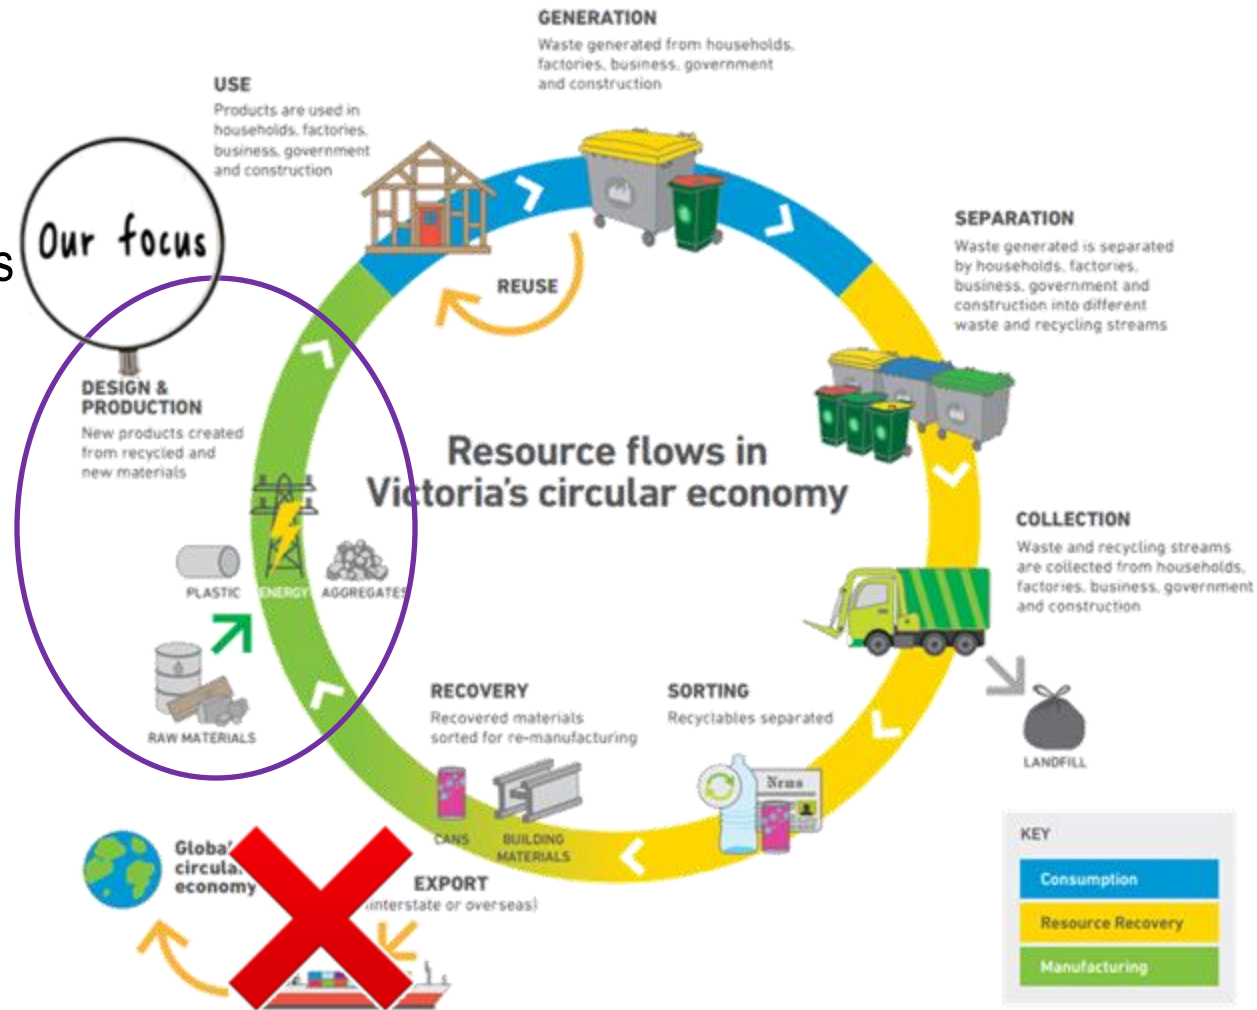 GENERATION
Waste generated from households,
factories, business, government
and construction
USE
Products are used in
households, factories,
business, government
and construction
Our focus
s
REUSE
SEPARATION
Waste generated is separated
by households, factories,
business, government and
construction into different
waste and recycling streams
DESIGN &
PRODUCTION
New products created
from recycled and
new materials
Resource flows in
Victoria's circular economy
PLASTIC
ENERGY
AGGREGATES
RAW MATERIALS
COLLECTION
Waste and recycling streams
are collected from households,
factories, business, government
and construction
LANDFILL
RECOVERY
Recovered materials
sorted for re-manufacturing
SORTING
Recyclables separated
News
CANS
BUILDING
MATERIALS
Global
circular
economy
EXPORT
(interstate or overseas)
KEY
Consumption
Resource Recovery
Manufacturing